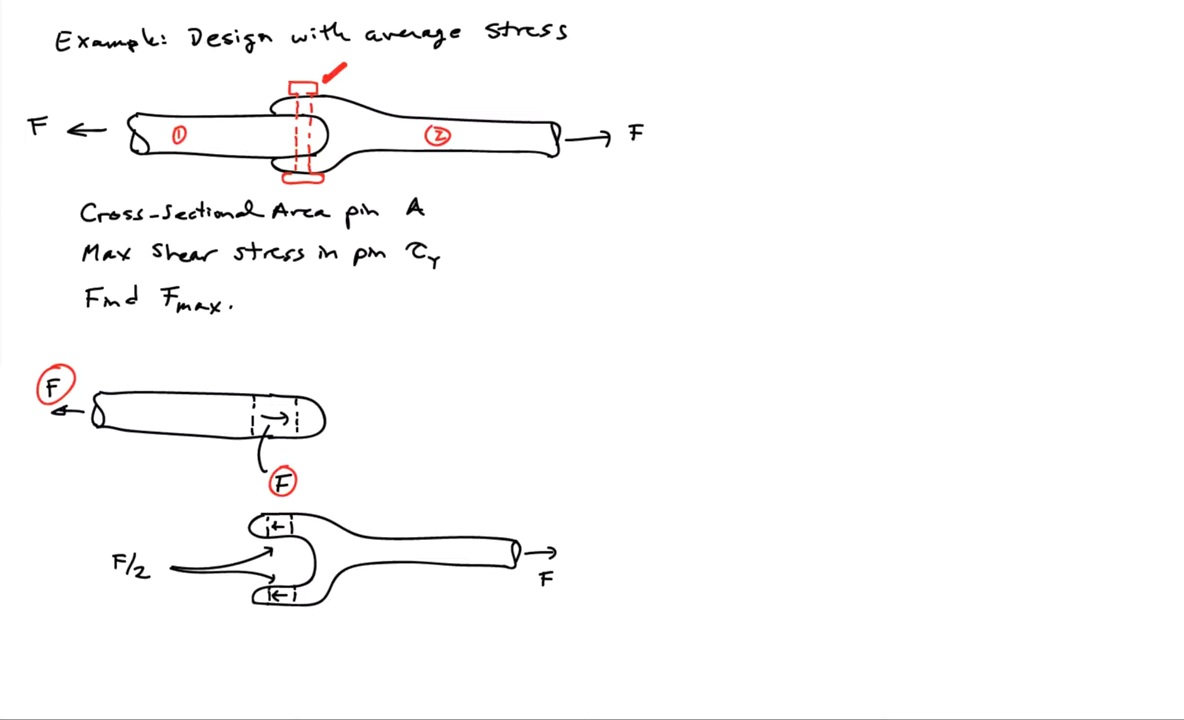 Example: Design with average stress
F ① ② F
Cross-Sectional Area pin A
Max Shear stress in pin τY
Find Fmax.
F
F
F/2
F